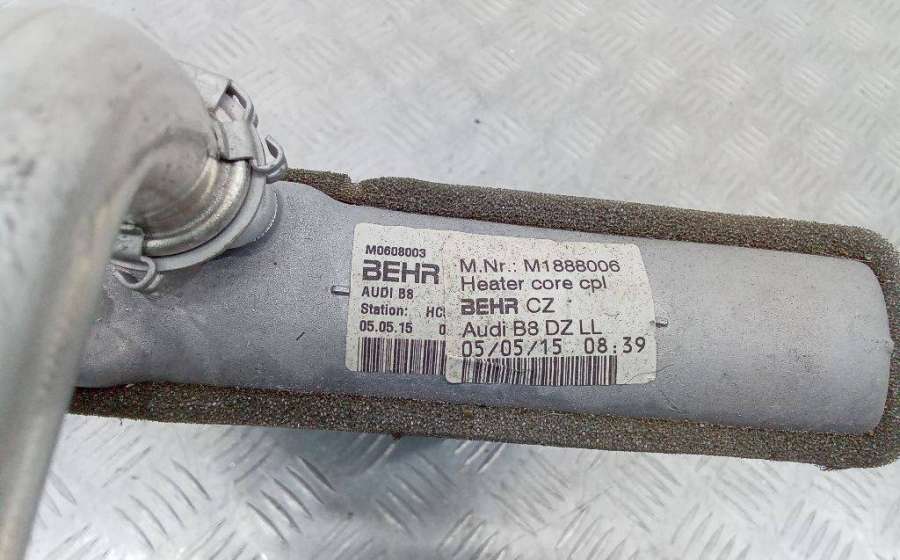 M0608003
BEHR
AUDI B8
Station:
05.05.15
M.Nr.: M1888006
Heater core cpl
BEHR CZ
Audi B8 DZ LL
05/05/15 08:39